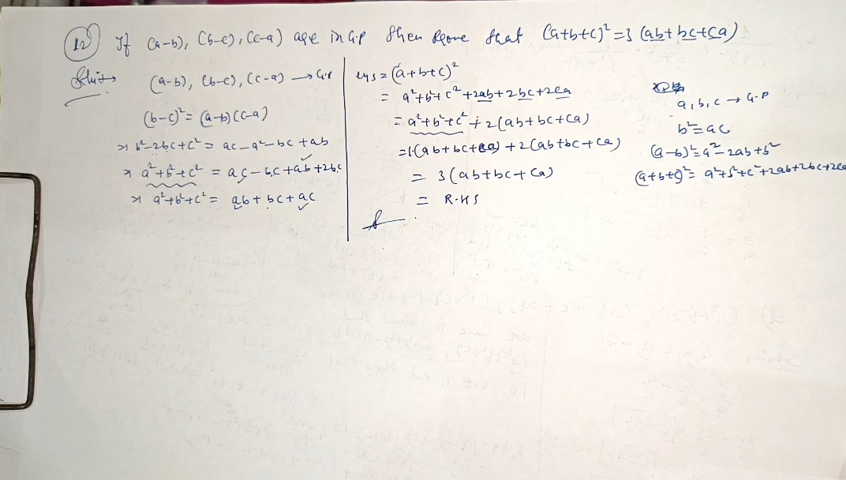 12 If (a-b), (b-c), (c-a) are in G.P then prove that (a+b+c)² = 3 (ab+bc+ca)
Solut→ (a-b), (b-c), (c-a) → G.P
(b-c)² = (a-b)(c-a)
⇒ b²-2bc+c² = ac-a²-bc+ab
⇒ a²+b²+c² = ac-bc+ab+2bc
⇒ a²+b²+c² = ab+bc+ac
LHS = (a+b+c)²
= a²+b²+c²+2ab+2bc+2ca
= a²+b²+c²+2(ab+bc+ca)
=1(ab+bc+ca)+2(ab+bc+ca)
= 3(ab+bc+ca)
= R.H.S
a, b, c → G.P
b²=ac
(a-b)²=a²-2ab+b²
(a+b+c)²= a²+b²+c²+2ab+2bc+2ca